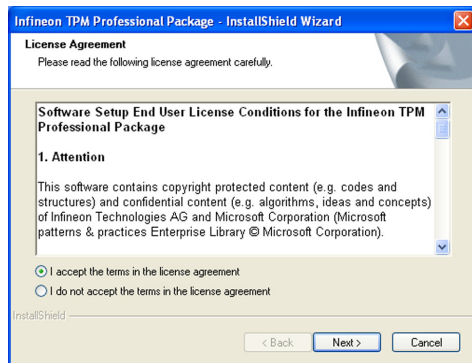 Infineon TPM Professional Package - InstallShield Wizard
License Agreement
Please read the following license agreement carefully.
Software Setup End User License Conditions for the Infineon TPM
Professional Package
1. Attention
This software contains copyright protected content (e.g. codes and
structures) and confidential content (e.g. algorithms, ideas and concepts)
of Infineon Technologies AG and Microsoft Corporation (Microsoft
patterns & practices Enterprise Library © Microsoft Corporation).
I accept the terms in the license agreement
I do not accept the terms in the license agreement
InstallShield
< Back
Next >
Cancel